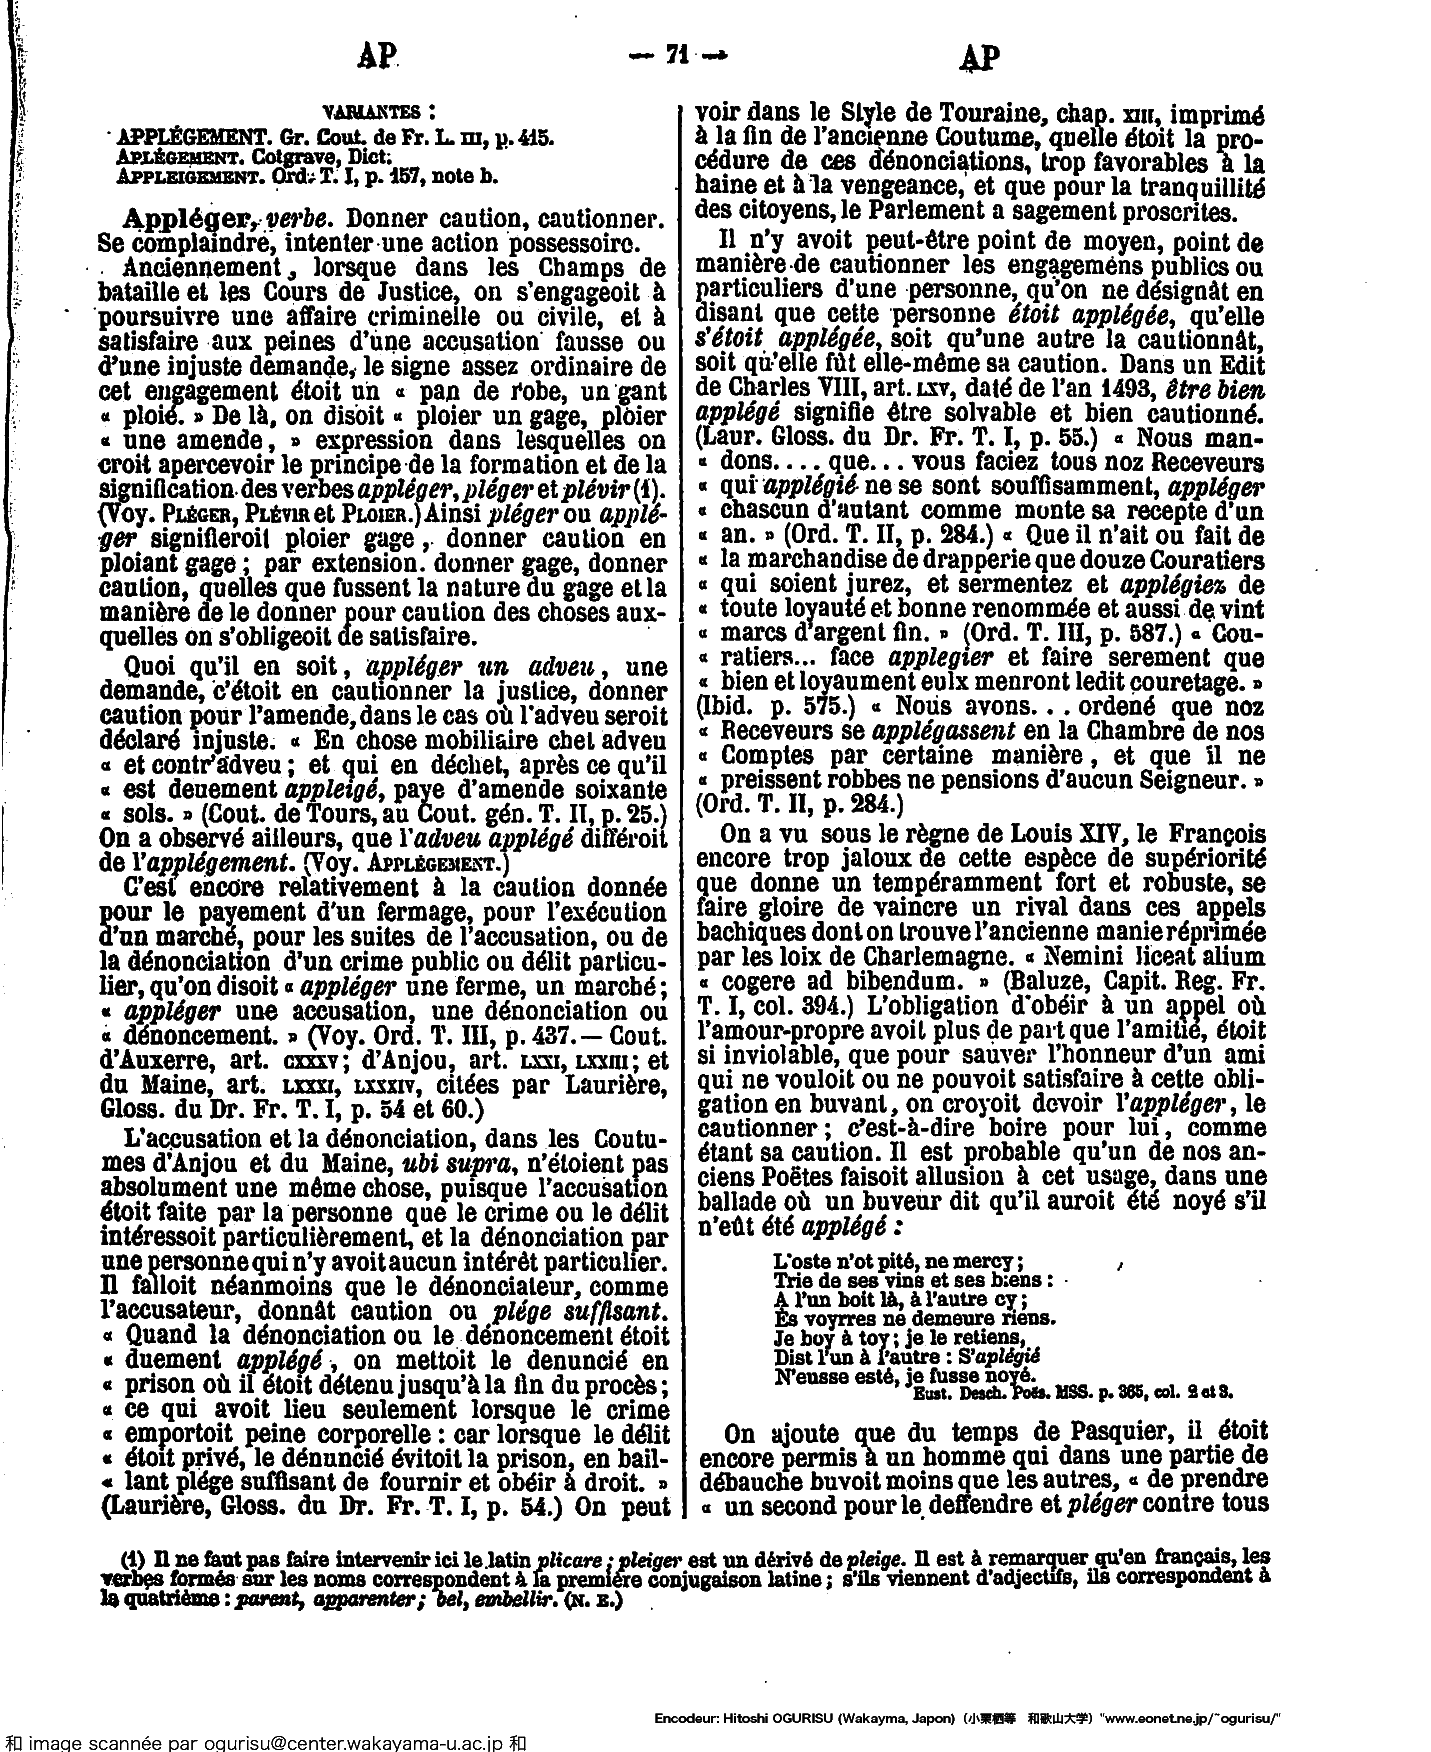 AP — 71 — AP
VARIANTES :
APPLÉGEMENT. Gr. Cout. de Fr. L. III, p. 415.
APLÉGEMENT. Cotgrave, Dict.
APPLEIGEMENT. Ord. T. I, p. 157, note b.
Appléger, verbe. Donner caution, cautionner.
Se complaindre, intenter une action possessoire.
Anciennement, lorsque dans les Champs de
bataille et les Cours de Justice, on s'engageoit à
poursuivre une affaire criminelle ou civile, et à
satisfaire aux peines d'une accusation fausse ou
d'une injuste demande, le signe assez ordinaire de
cet engagement étoit un « pan de robe, un gant
« ploié. » De là, on disoit « ploier un gage, ploier
« une amende, » expression dans lesquelles on
croit apercevoir le principe de la formation et de la
signification des verbes appléger, pléger et plévir (1).
(Voy. PLÉGER, PLÉVIR et PLOIER.) Ainsi pléger ou applé-
ger signifieroit ploier gage, donner caution en
ploiant gage ; par extension. donner gage, donner
caution, quelles que fussent la nature du gage et la
manière de le donner pour caution des choses aux-
quelles on s'obligeoit de satisfaire.
Quoi qu'il en soit, appléger un adveu, une
demande, c'étoit en cautionner la justice, donner
caution pour l'amende, dans le cas où l'adveu seroit
déclaré injuste. « En chose mobiliaire chet adveu
« et contr'adveu ; et qui en déchet, après ce qu'il
« est deuement appleigé, paye d'amende soixante
« sols. » (Cout. de Tours, au Cout. gén. T. II, p. 25.)
On a observé ailleurs, que l'adveu applégé différoit
de l'applégement. (Voy. APPLÉGEMENT.)
C'est encore relativement à la caution donnée
pour le payement d'un fermage, pour l'exécution
d'un marché, pour les suites de l'accusation, ou de
la dénonciation d'un crime public ou délit particu-
lier, qu'on disoit « appléger une ferme, un marché ;
« appléger une accusation, une dénonciation ou
« dénoncement. » (Voy. Ord. T. III, p. 437. — Cout.
d'Auxerre, art. CXXXV ; d'Anjou, art. LXXI, LXXIII ; et
du Maine, art. LXXXI, LXXXIV, citées par Laurière,
Gloss. du Dr. Fr. T. I, p. 54 et 60.)
L'accusation et la dénonciation, dans les Coutu-
mes d'Anjou et du Maine, ubi supra, n'étoient pas
absolument une même chose, puisque l'accusation
étoit faite par la personne que le crime ou le délit
intéressoit particulièrement, et la dénonciation par
une personne qui n'y avoit aucun intérêt particulier.
Il falloit néanmoins que le dénonciateur, comme
l'accusateur, donnât caution ou plége suffisant.
« Quand la dénonciation ou le dénoncement étoit
« duement applégé, on mettoit le denuncié en
« prison où il étoit détenu jusqu'à la fin du procès ;
« ce qui avoit lieu seulement lorsque le crime
« emportoit peine corporelle : car lorsque le délit
« étoit privé, le dénuncié évitoit la prison, en bail-
« lant plége suffisant de fournir et obéir à droit. »
(Laurière, Gloss. du Dr. Fr. T. I, p. 54.) On peut
voir dans le Style de Touraine, chap. XIII, imprimé
à la fin de l'ancienne Coutume, quelle étoit la pro-
cédure de ces dénonciations, trop favorables à la
haine et à la vengeance, et que pour la tranquillité
des citoyens, le Parlement a sagement proscrites.
Il n'y avoit peut-être point de moyen, point de
manière de cautionner les engagemens publics ou
particuliers d'une personne, qu'on ne désignât en
disant que cette personne étoit applégée, qu'elle
s'étoit applégée, soit qu'une autre la cautionnât,
soit qu'elle fût elle-même sa caution. Dans un Edit
de Charles VIII, art. LXV, daté de l'an 1493, être bien
applégé signifie être solvable et bien cautionné.
(Laur. Gloss. du Dr. Fr. T. I, p. 55.) « Nous man-
« dons.... que... vous faciez tous noz Receveurs
« qui applégié ne se sont souffisamment, appléger
« chascun d'autant comme monte sa recepte d'un
« an. » (Ord. T. II, p. 284.) « Que il n'ait ou fait de
« la marchandise de drapperie que douze Couratiers
« qui soient jurez, et sermentez et applégiez de
« toute loyauté et bonne renommée et aussi de vint
« marcs d'argent fin. » (Ord. T. III, p. 587.) « Cou-
« ratiers... face applegier et faire serement que
« bien et loyaument eulx menront ledit couretage. »
(Ibid. p. 575.) « Nous avons... ordené que noz
« Receveurs se applégassent en la Chambre de nos
« Comptes par certaine manière, et que il ne
« preissent robbes ne pensions d'aucun Seigneur. »
(Ord. T. II, p. 284.)
On a vu sous le règne de Louis XIV, le François
encore trop jaloux de cette espèce de supériorité
que donne un tempéramment fort et robuste, se
faire gloire de vaincre un rival dans ces appels
bachiques dont on trouve l'ancienne manie réprimée
par les loix de Charlemagne. « Nemini liceat alium
« cogere ad bibendum. » (Baluze, Capit. Reg. Fr.
T. I, col. 394.) L'obligation d'obéir à un appel où
l'amour-propre avoit plus de part que l'amitié, étoit
si inviolable, que pour sauver l'honneur d'un ami
qui ne vouloit ou ne pouvoit satisfaire à cette obli-
gation en buvant, on croyoit devoir l'appléger, le
cautionner ; c'est-à-dire boire pour lui, comme
étant sa caution. Il est probable qu'un de nos an-
ciens Poëtes faisoit allusion à cet usage, dans une
ballade où un buveur dit qu'il auroit été noyé s'il
n'eût été applégé :
L'oste n'ot pité, ne mercy ;
Trie de ses vins et ses biens :
A l'un boit là, à l'autre cy ;
Ès voyrres ne demeure riens.
Je boy à toy ; je le retiens,
Dist l'un à l'autre : S'aplégié
N'eusse esté, je fusse noyé.
Eust. Desch. Poës. MSS. p. 365, col. 2 et 3.
On ajoute que du temps de Pasquier, il étoit
encore permis à un homme qui dans une partie de
débauche buvoit moins que les autres, « de prendre
« un second pour le deffendre et pléger contre tous
(1) Il ne faut pas faire intervenir ici le latin plicare ; pleiger est un dérivé de pleige. Il est à remarquer qu'en français, les
verbes formés sur les noms correspondent à la première conjugaison latine ; s'ils viennent d'adjectifs, ils correspondent à
la quatrième : parent, apparenter ; bel, embellir. (N. E.)
Encodeur: Hitoshi OGURISU (Wakayma, Japon) (小栗栖等 和歌山大学) "www.eonet.ne.jp/~ogurisu/"
和 image scannée par ogurisu@center.wakayama-u.ac.jp 和